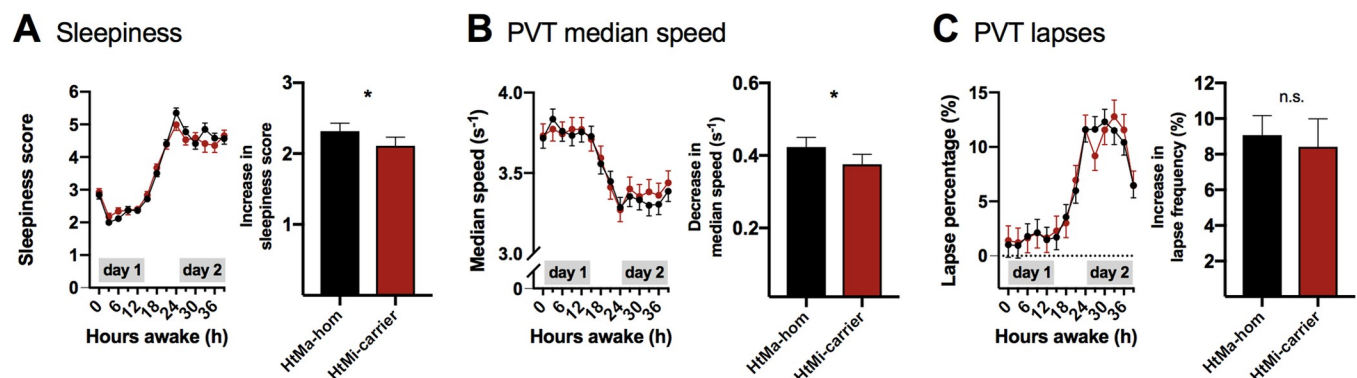 A Sleepiness
Sleepiness score
6
5
4
3
2
1
0
day 1
day 2
0
6
12
18
24
30
36
Hours awake (h)
Increase in
sleepiness score
3
2
1
*
HtMa-hom
HtMi-carrier
B PVT median speed
Median speed (s⁻¹)
4.0
3.5
3.0
0
day 1
day 2
0
6
12
18
24
30
36
Hours awake (h)
Decrease in
median speed (s⁻¹)
0.6
0.4
0.2
*
HtMa-hom
HtMi-carrier
C PVT lapses
Lapse percentage (%)
15
10
5
0
day 1
day 2
0
6
12
18
24
30
36
Hours awake (h)
Increase in
lapse frequency (%)
12
10
8
6
4
2
n.s.
HtMa-hom
HtMi-carrier